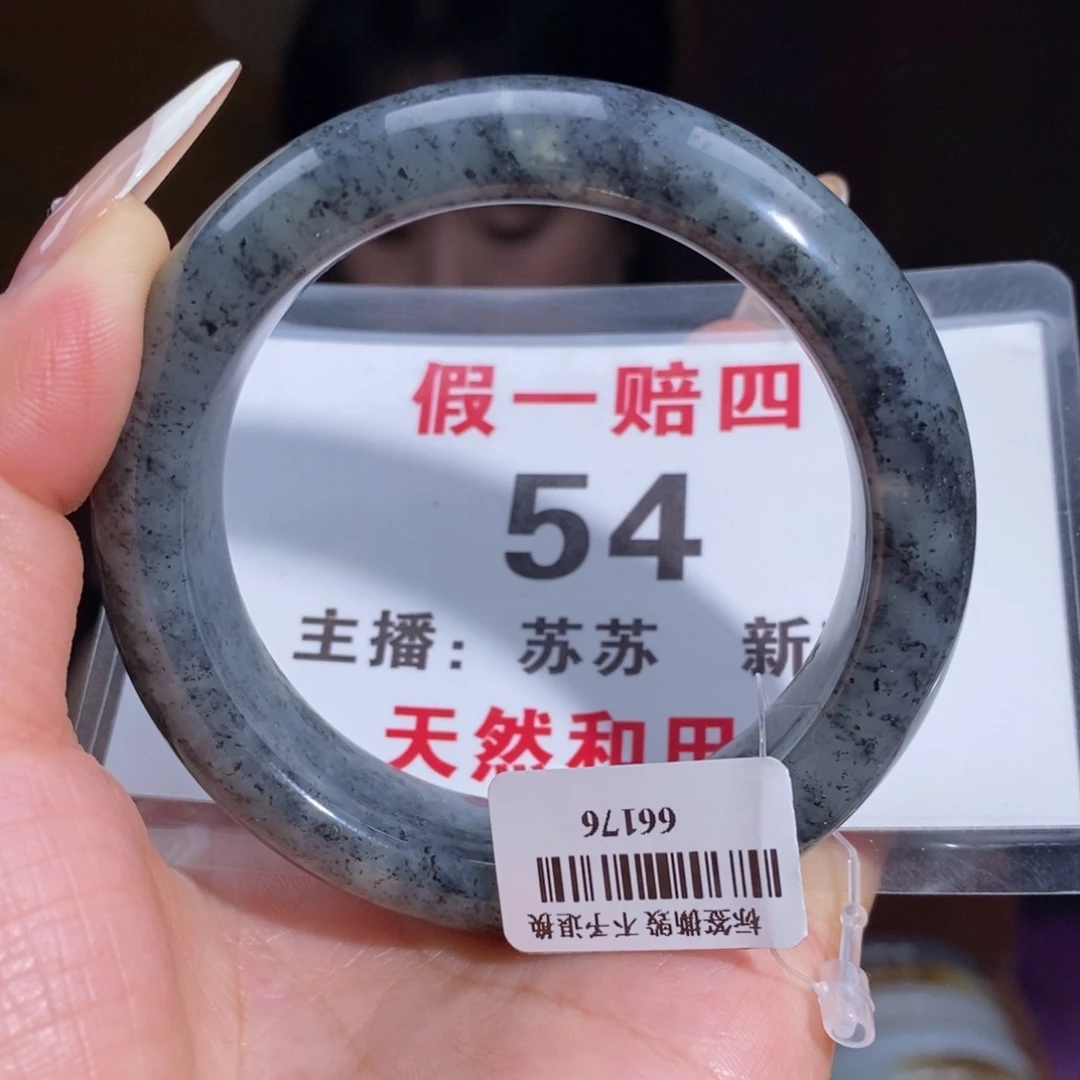 假一赔四
54
主播：苏苏 新
天然和田
66176
标签撕毁 不予退换